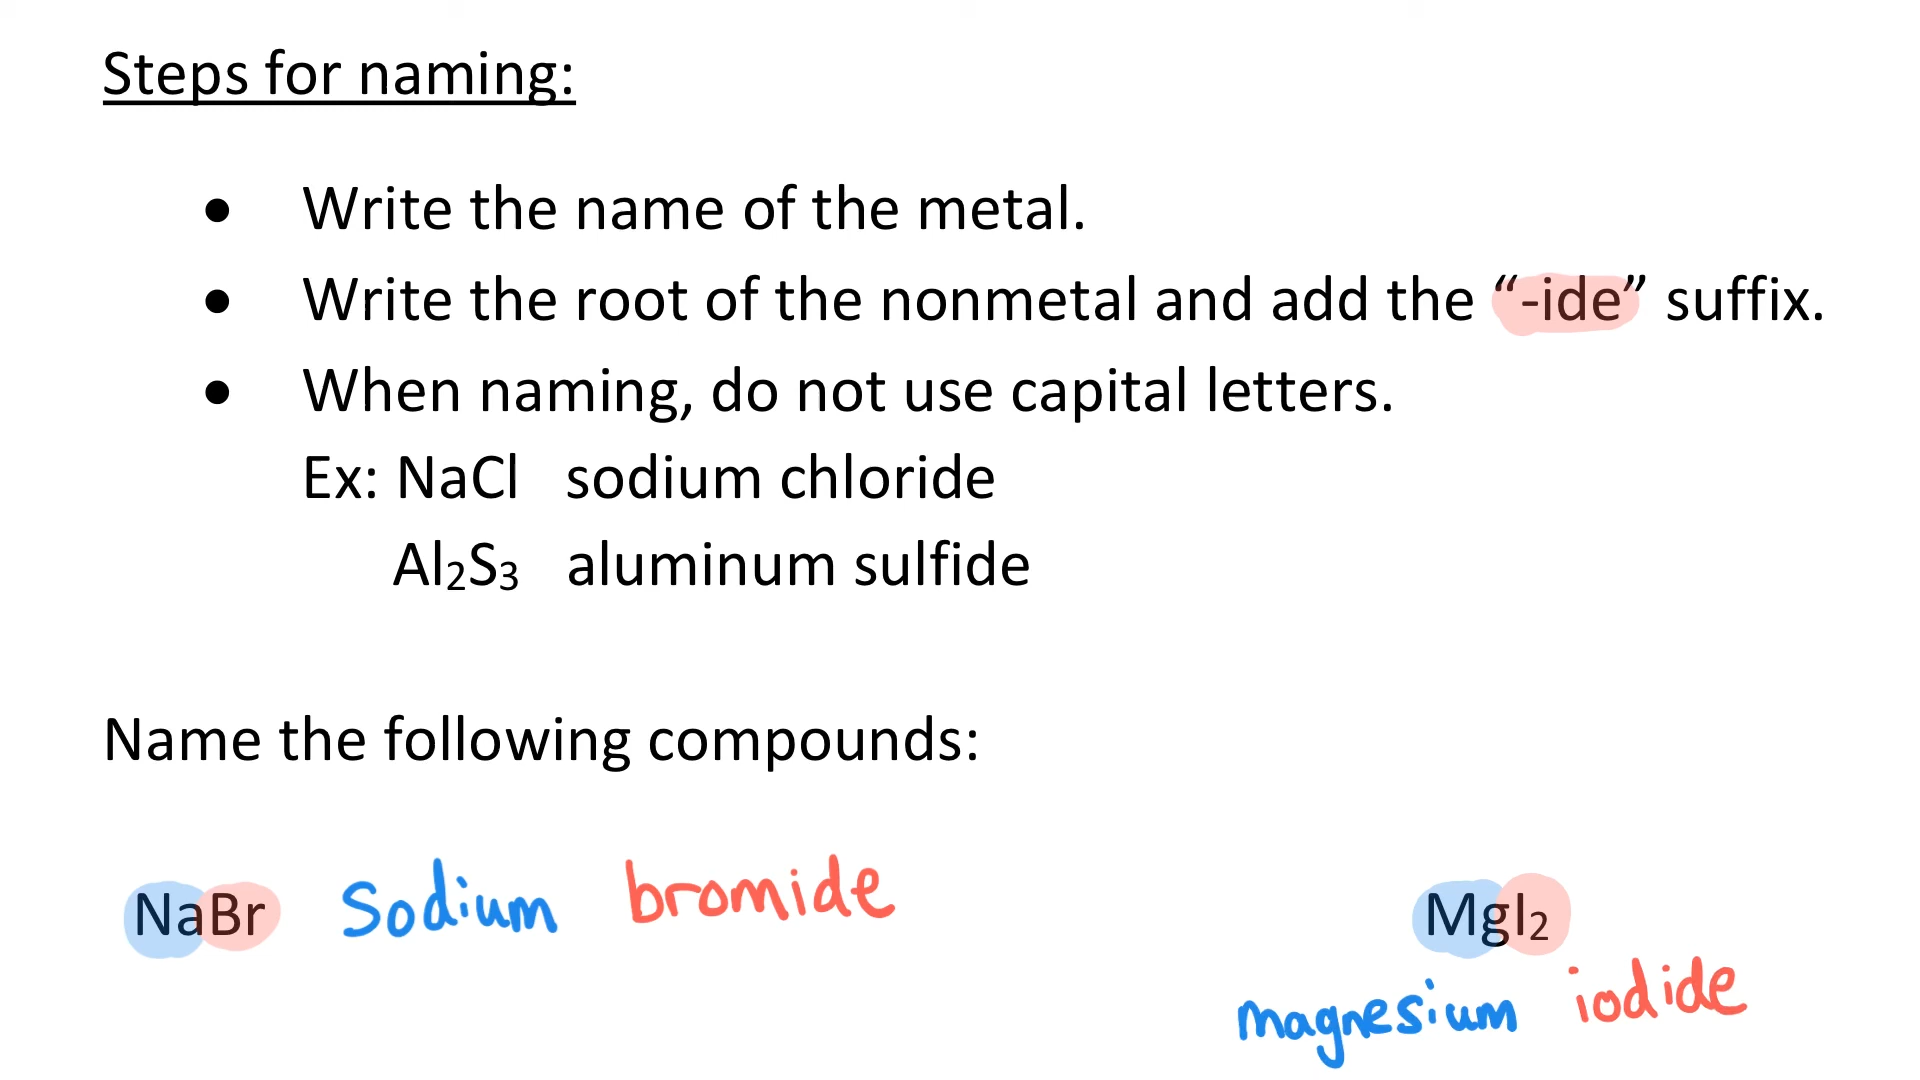 Steps for naming:
• Write the name of the metal.
• Write the root of the nonmetal and add the “-ide” suffix.
• When naming, do not use capital letters.
Ex: NaCl sodium chloride
Al₂S₃ aluminum sulfide
Name the following compounds:
NaBr sodium bromide
MgI₂
magnesium iodide